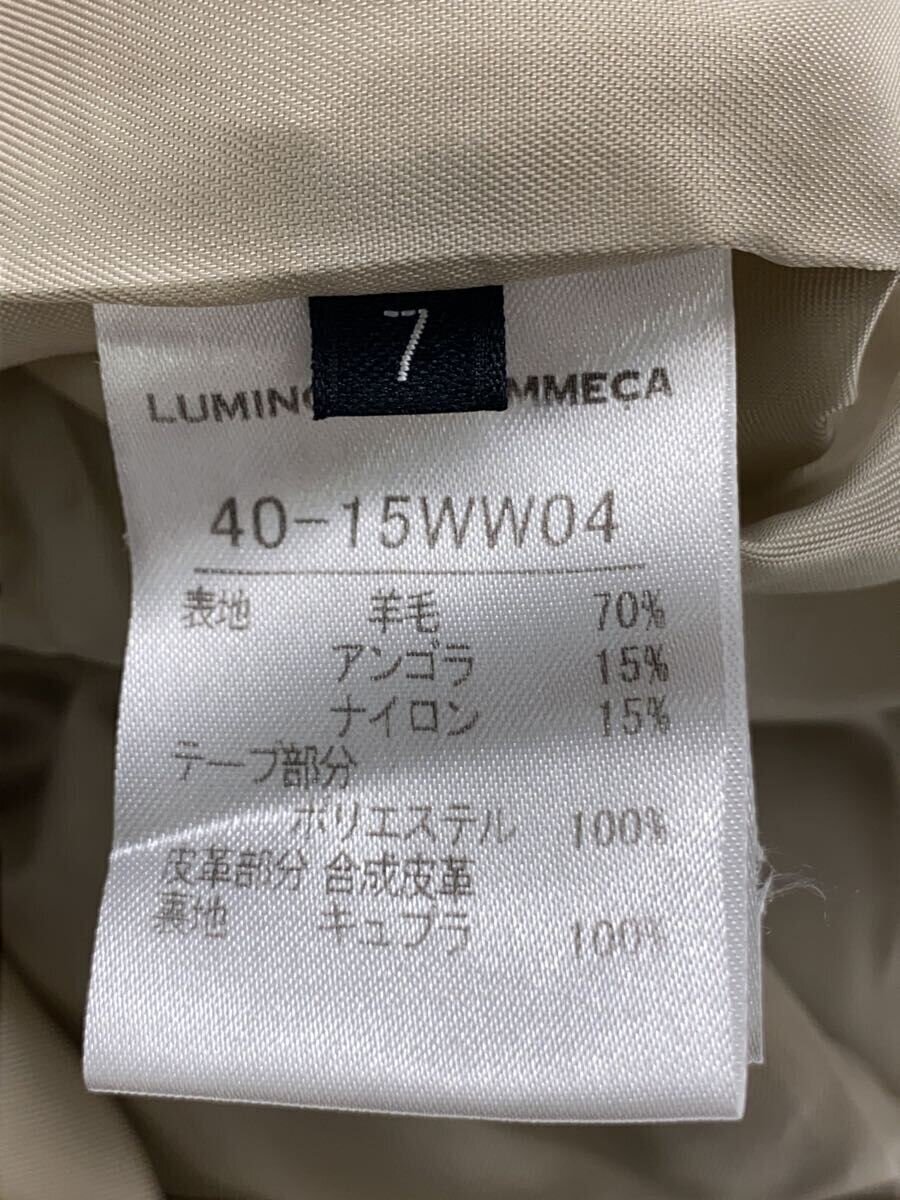 7
LUMIN MMECA
40-15WW04
表地 羊毛 70%
アンゴラ 15%
ナイロン 15%
テープ部分
ポリエステル 100%
皮革部分 合成皮革
裏地 キュプラ 100%